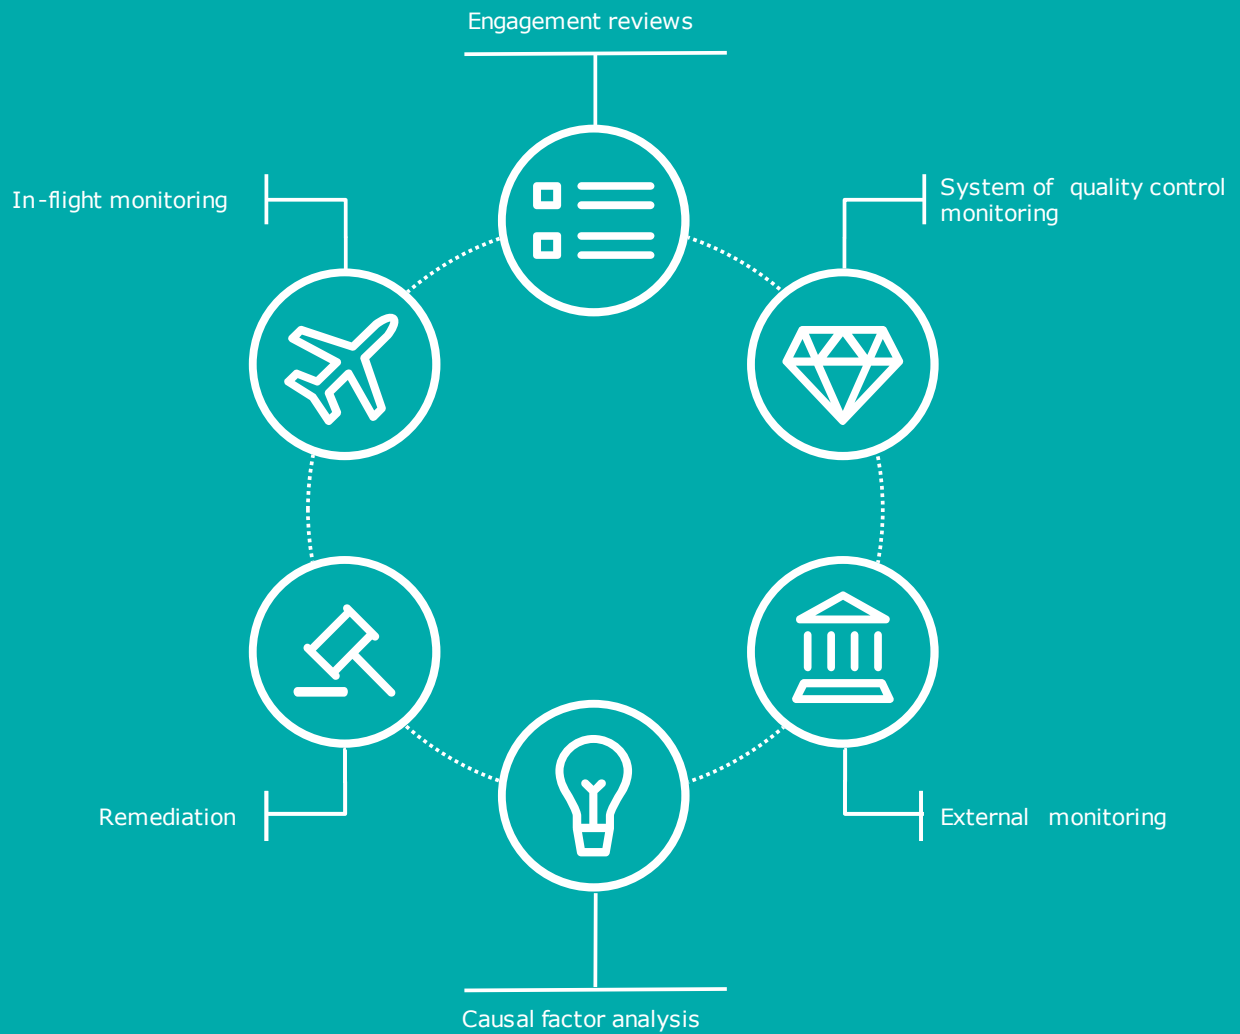 Engagement reviews
In-flight monitoring
System of quality control
monitoring
Remediation
External monitoring
Causal factor analysis